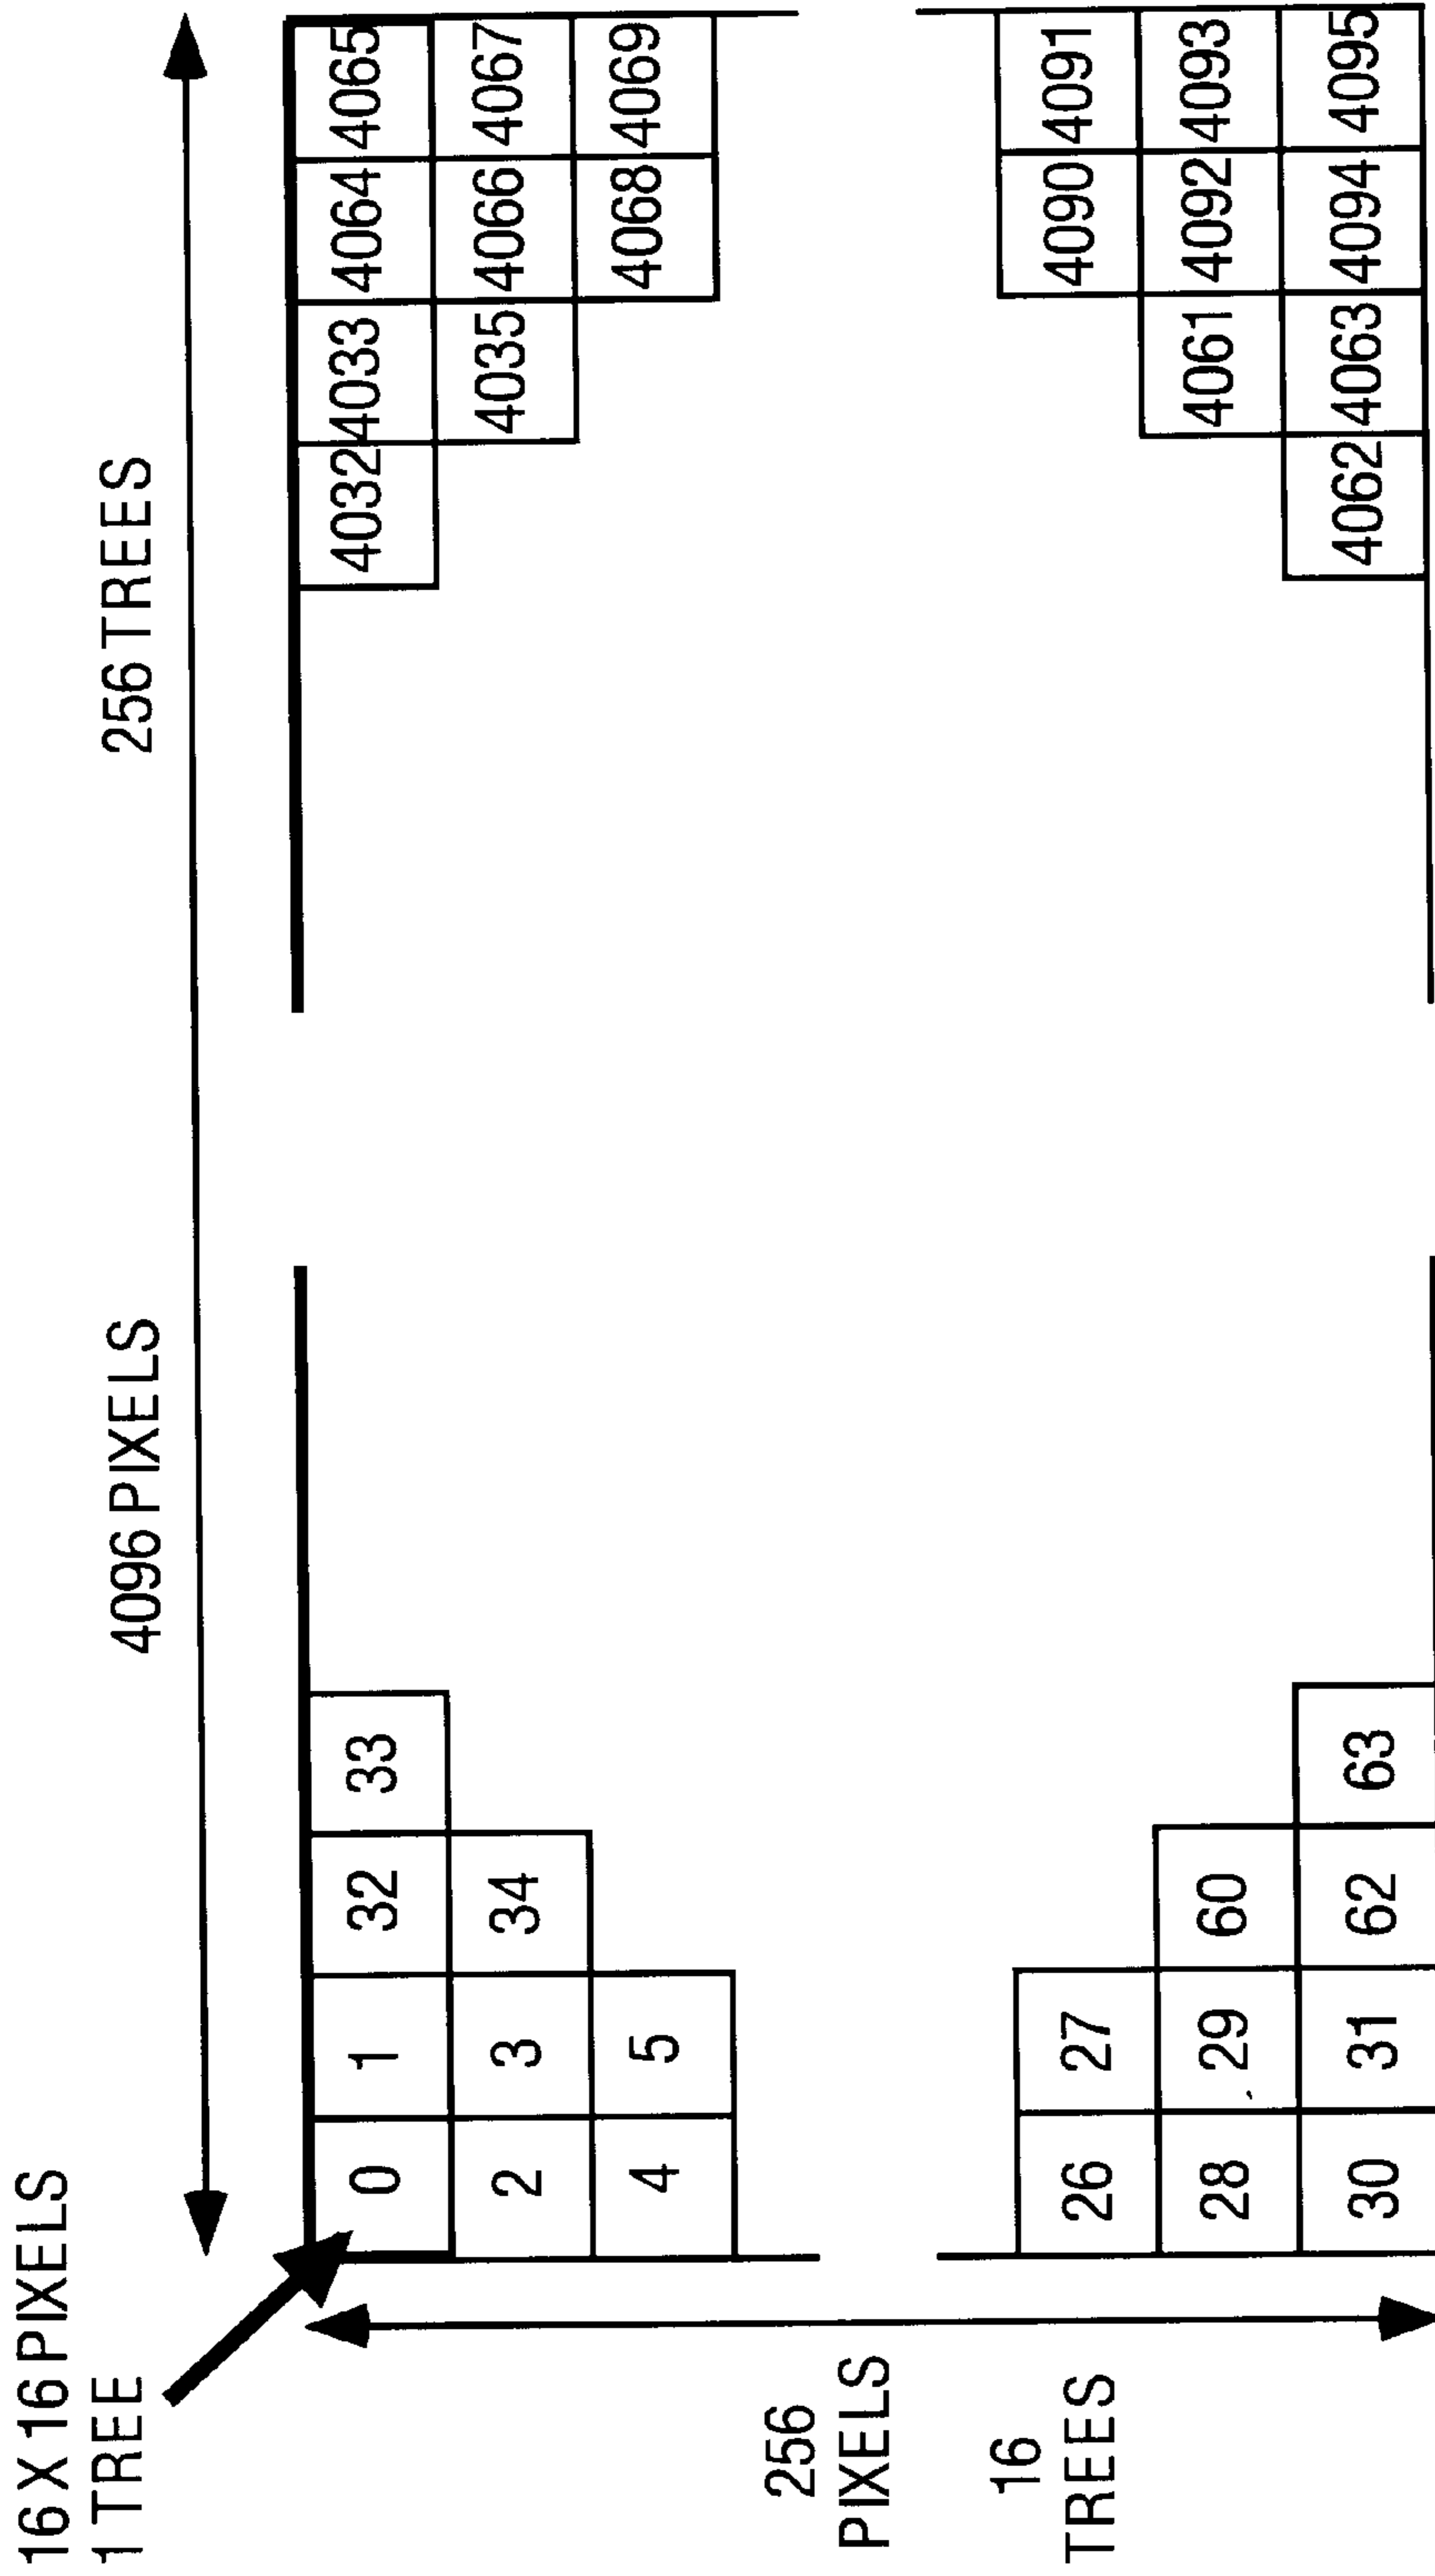 16 X 16 PIXELS
1 TREE
4096 PIXELS
256 TREES
256
PIXELS
16
TREES
0 1 32 33
2 3 34
4 5
26 27
28 29 60
30 31 62 63
4032 4033 4064 4065
4035 4066 4067
4068 4069
4090 4091
4061 4092 4093
4062 4063 4094 4095